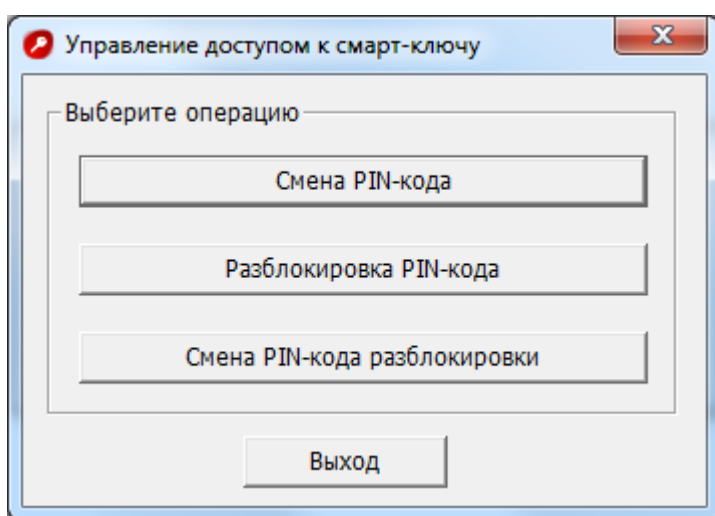 Управление доступом к смарт-ключу
Выберите операцию
Смена PIN-кода
Разблокировка PIN-кода
Смена PIN-кода разблокировки
Выход